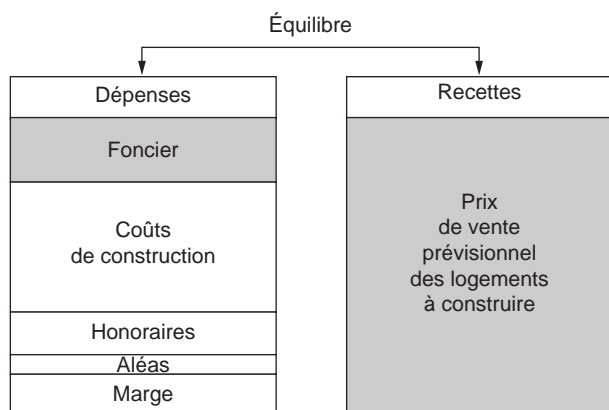 Équilibre
Dépenses
Foncier
Coûts
de construction
Honoraires
Aléas
Marge
Recettes
Prix
de vente
prévisionnel
des logements
à construire